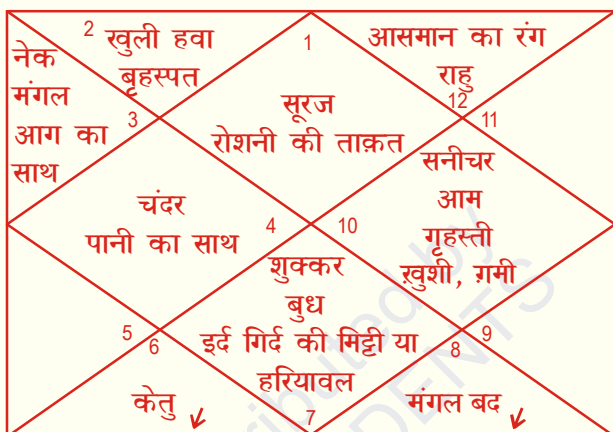 2 खुली हवा
बृहस्पत
1
आसमान का रंग
राहु
12
11
नेक
मंगल
आग का
साथ
3
सूरज
रोशनी की ताक़त
सनीचर
आम
गृहस्ती
ख़ुशी, ग़मी
चंदर
पानी का साथ
4
10
शुक्कर
बुध
इर्द गिर्द की मिट्टी या
हरियावल
5
6
9
8
केतु
7
मंगल बद